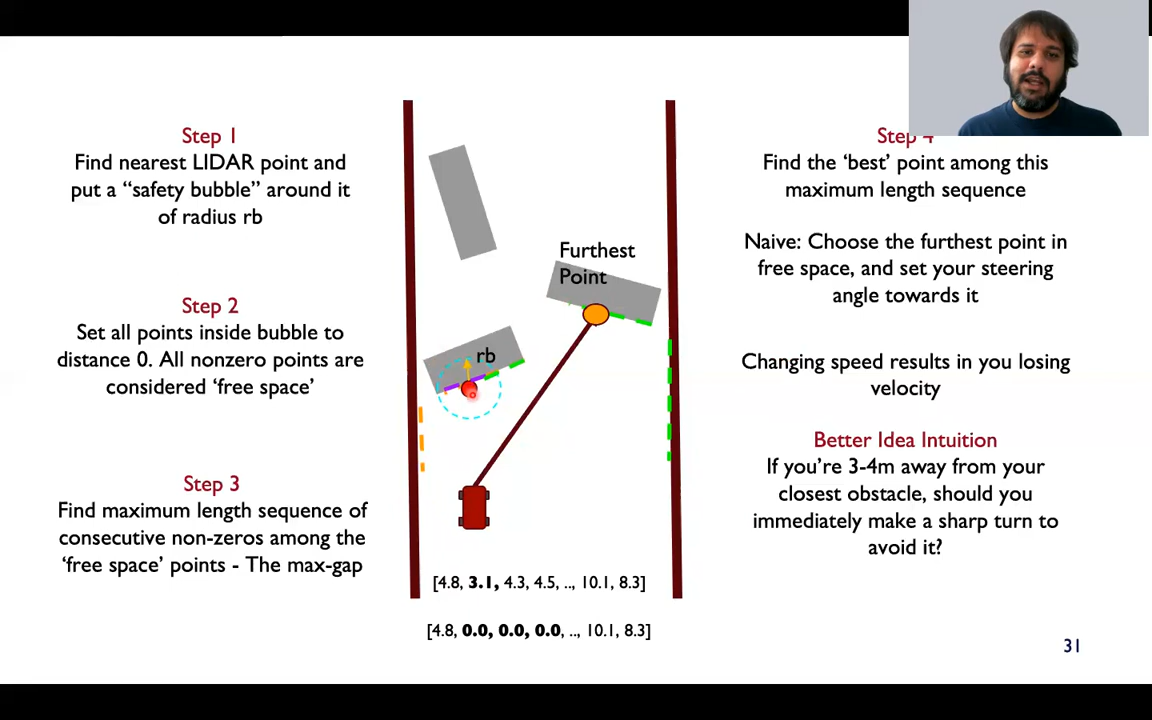 Step 1
Find nearest LIDAR point and
put a “safety bubble” around it
of radius rb
Step 2
Set all points inside bubble to
distance 0. All nonzero points are
considered ‘free space’
Step 3
Find maximum length sequence of
consecutive non-zeros among the
‘free space’ points - The max-gap
Furthest
Point
rb
[4.8, 3.1, 4.3, 4.5, .., 10.1, 8.3]
[4.8, 0.0, 0.0, 0.0, .., 10.1, 8.3]
Step 4
Find the ‘best’ point among this
maximum length sequence
Naive: Choose the furthest point in
free space, and set your steering
angle towards it
Changing speed results in you losing
velocity
Better Idea Intuition
If you’re 3-4m away from your
closest obstacle, should you
immediately make a sharp turn to
avoid it?
31